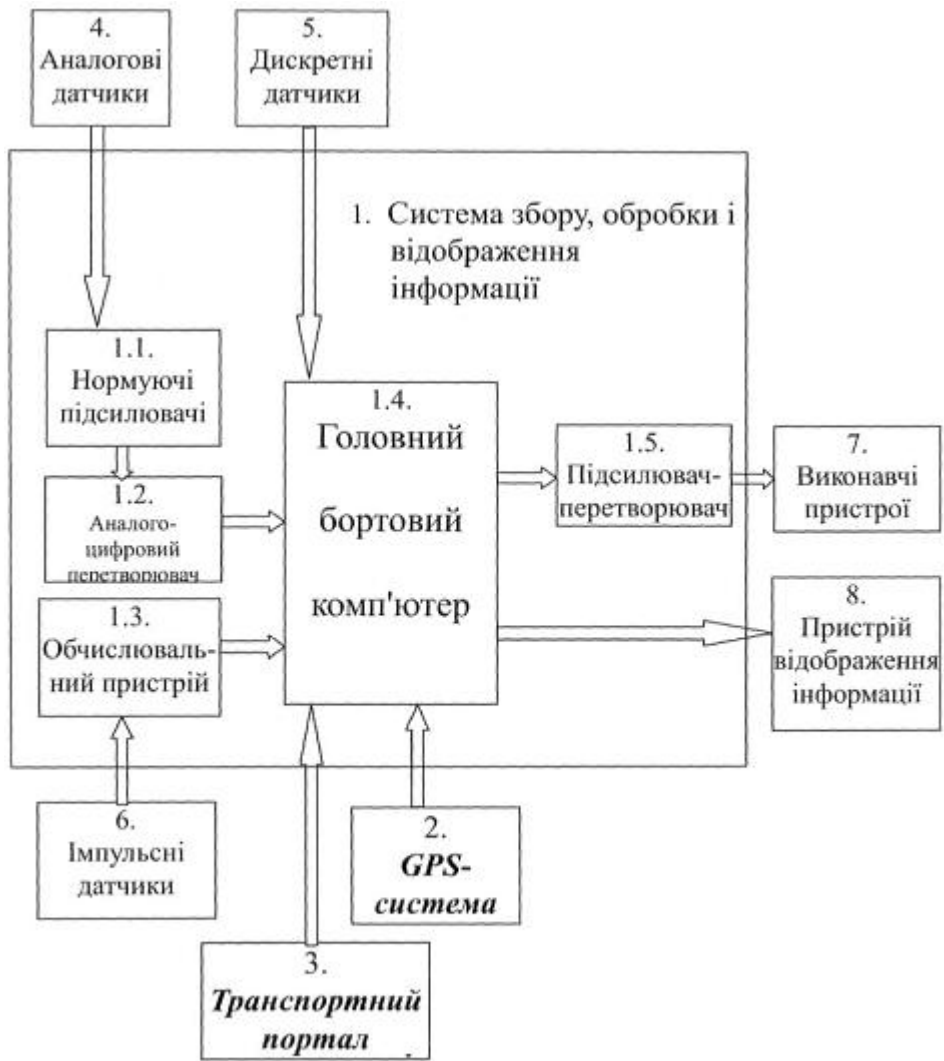 4.
Аналогові
датчики
5.
Дискретні
датчики
1. Система збору, обробки і
відображення
інформації
1.1.
Нормуючі
підсилювачі
1.2.
Аналого-
цифровий
перетворювач
1.3.
Обчислюваль-
ний пристрій
1.4.
Головний
бортовий
комп'ютер
1.5.
Підсилювач-
перетворювач
7.
Виконавчі
пристрої
8.
Пристрій
відображення
інформації
6.
Імпульсні
датчики
2.
GPS-
система
3.
Транспортний
портал